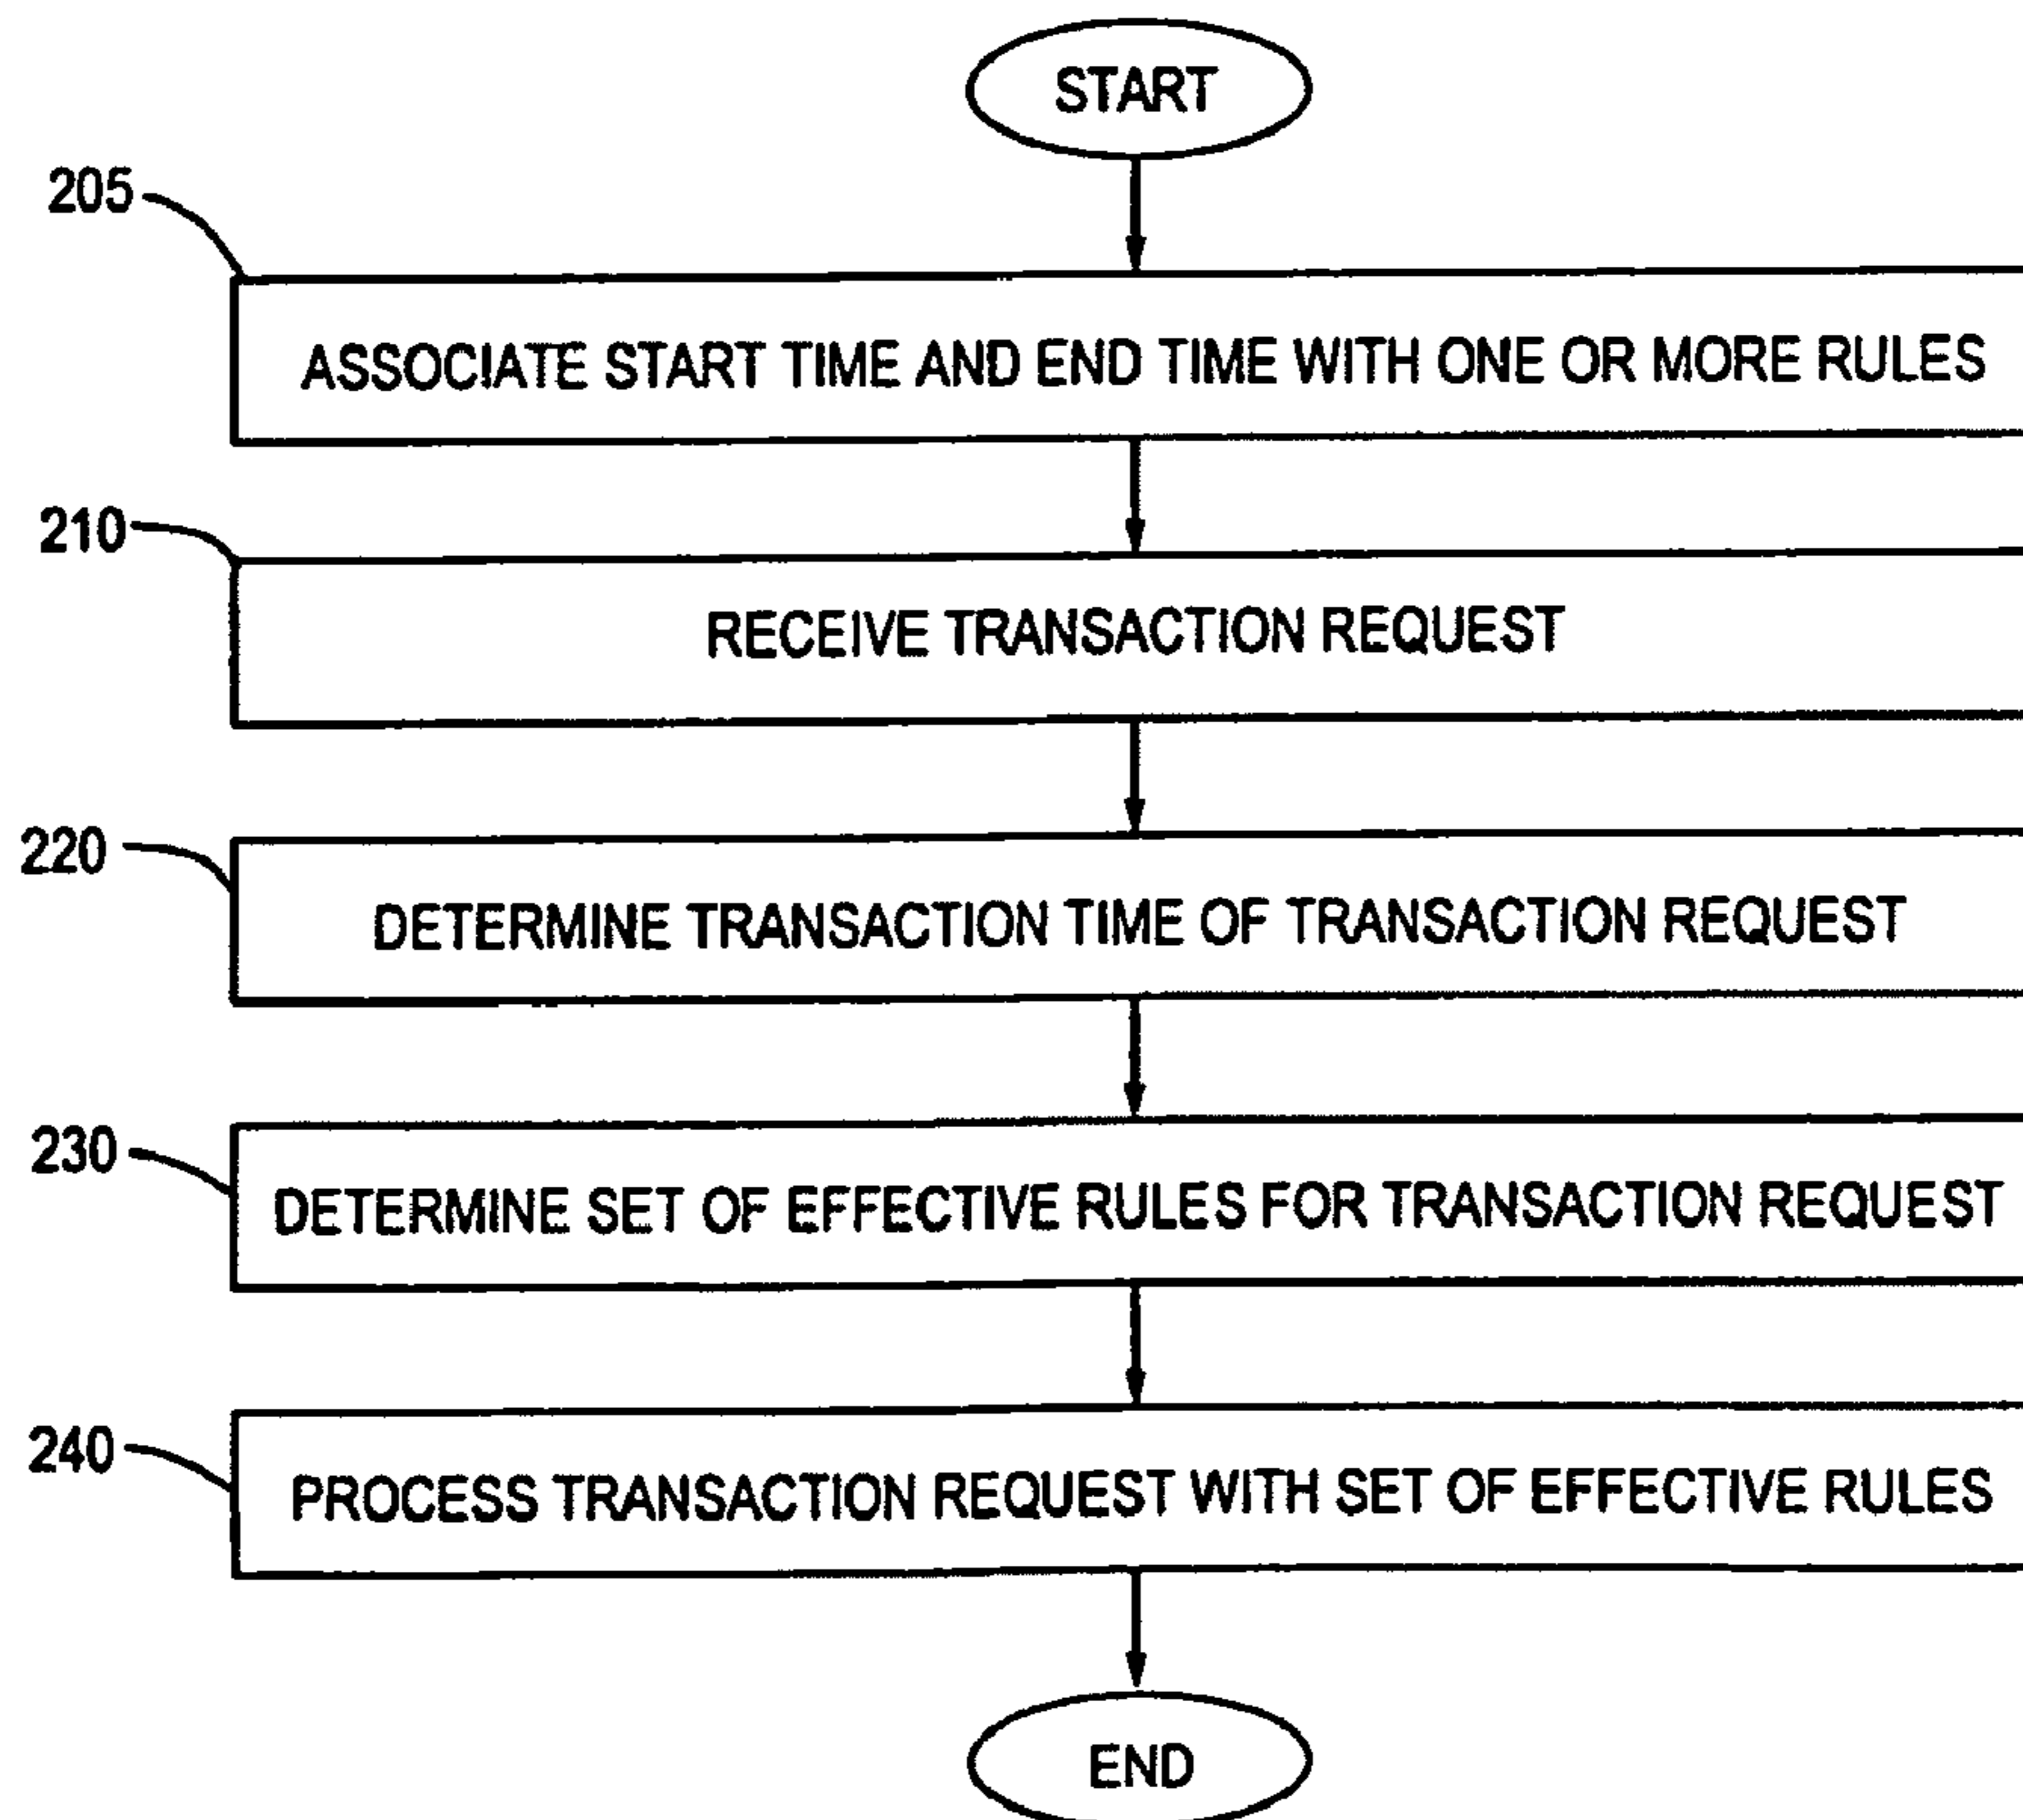 START
205
ASSOCIATE START TIME AND END TIME WITH ONE OR MORE RULES
210
RECEIVE TRANSACTION REQUEST
220
DETERMINE TRANSACTION TIME OF TRANSACTION REQUEST
230
DETERMINE SET OF EFFECTIVE RULES FOR TRANSACTION REQUEST
240
PROCESS TRANSACTION REQUEST WITH SET OF EFFECTIVE RULES
END